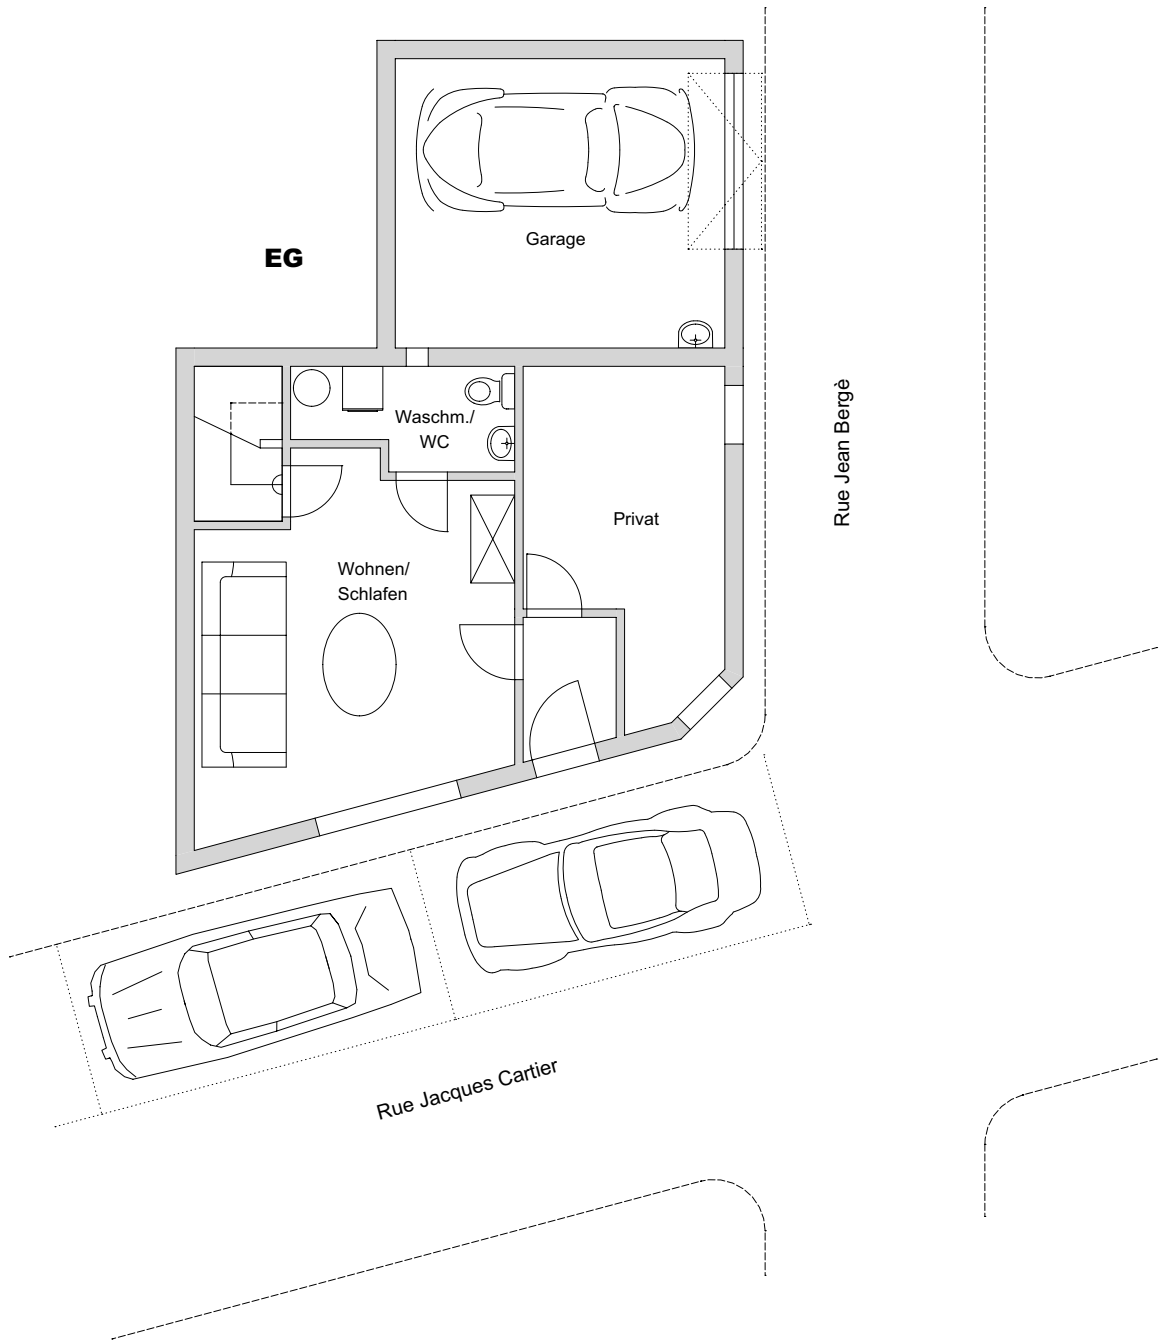 Garage
EG
Waschm./
WC
Rue Jean Bergè
Privat
Wohnen/
Schlafen
Rue Jacques Cartier